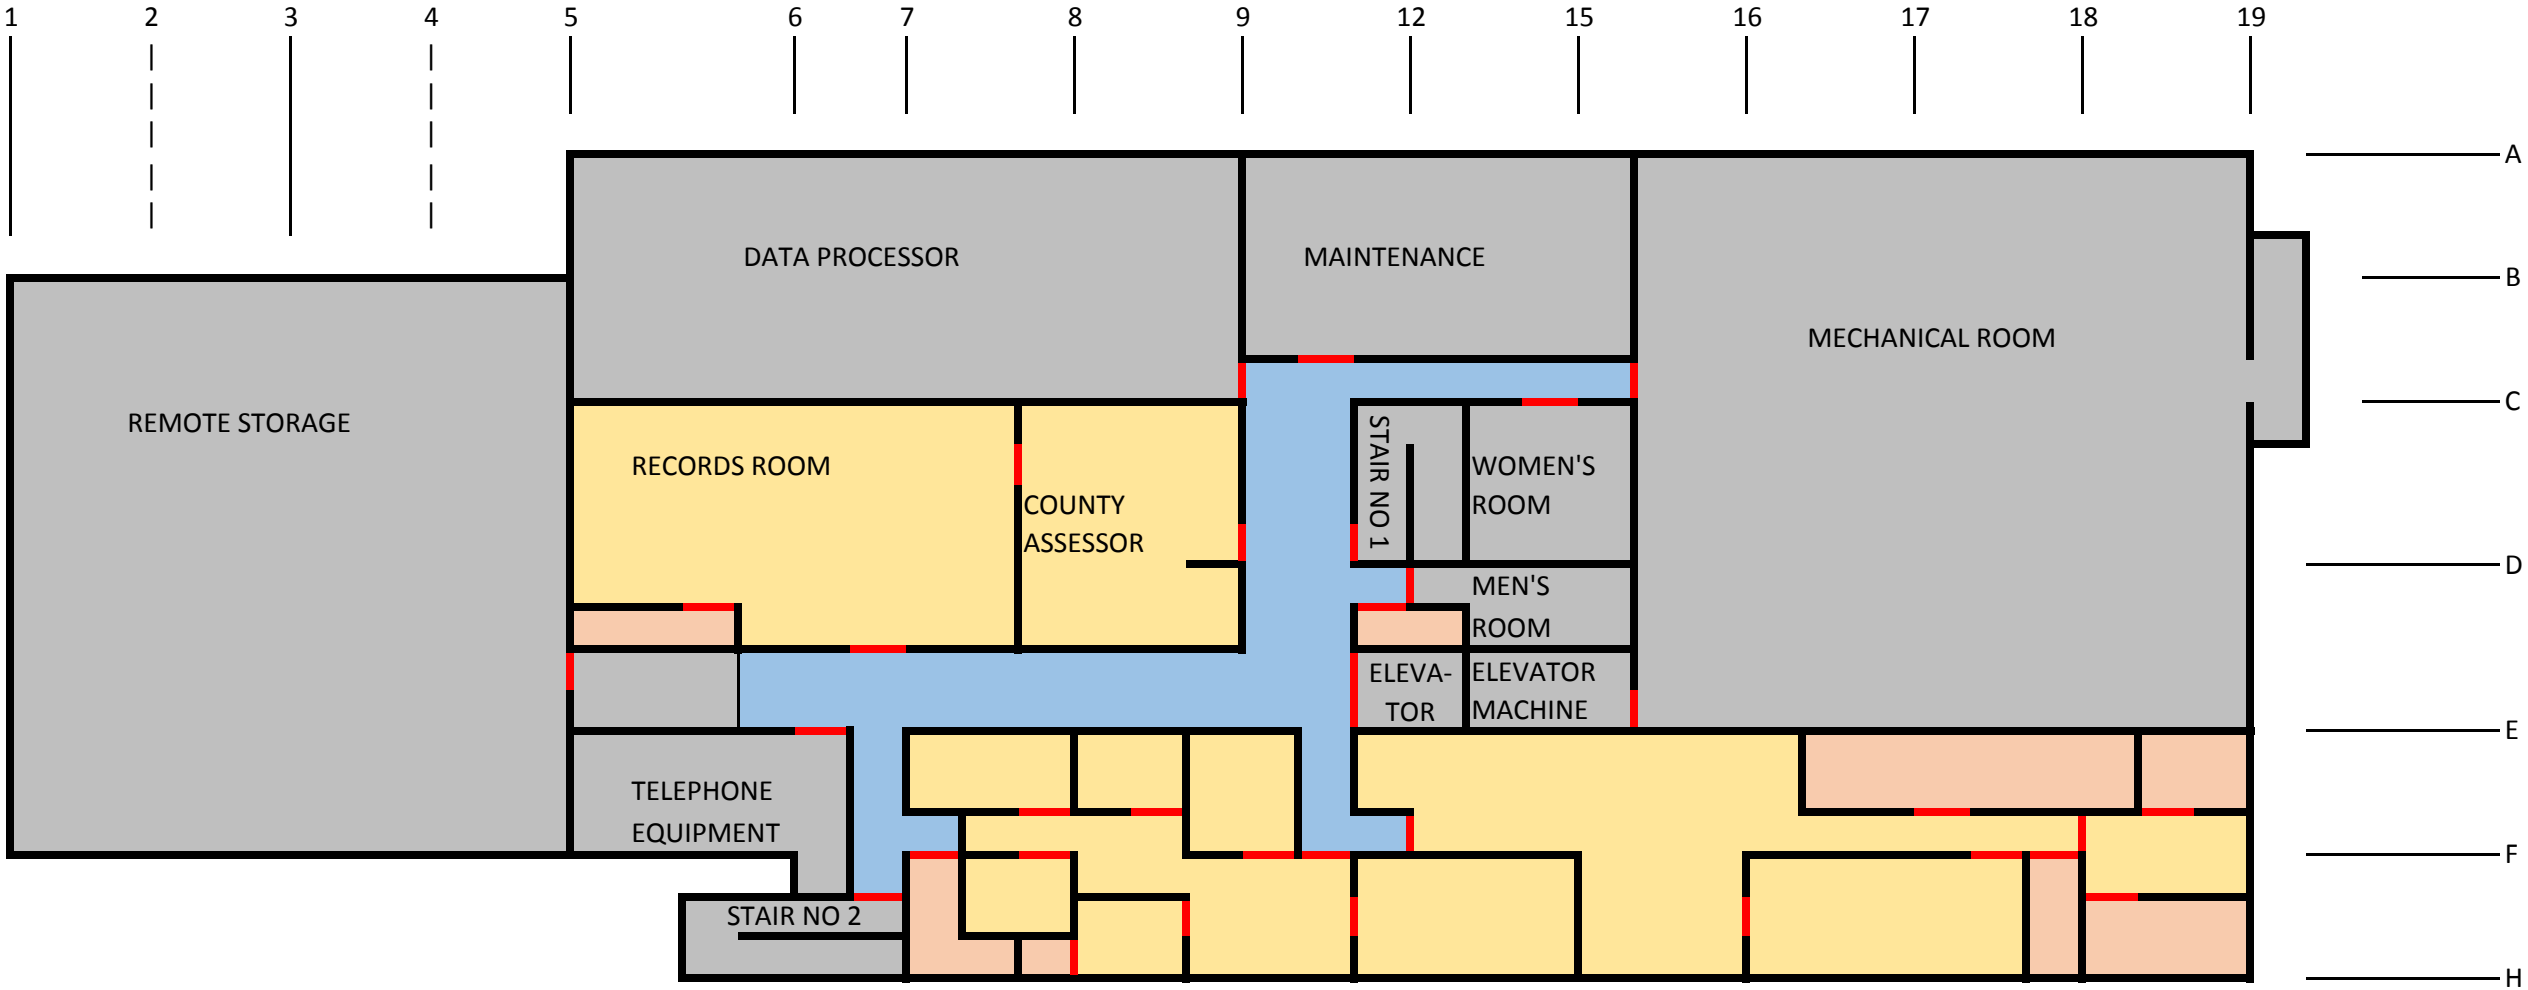 1 2 3 4 5 6 7 8 9 12 15 16 17 18 19
A
DATA PROCESSOR
MAINTENANCE
B
MECHANICAL ROOM
C
REMOTE STORAGE
RECORDS ROOM
COUNTY
ASSESSOR
STAIR NO 1
WOMEN'S
ROOM
D
MEN'S
ROOM
ELEVA-
TOR
ELEVATOR
MACHINE
E
TELEPHONE
EQUIPMENT
F
STAIR NO 2
H